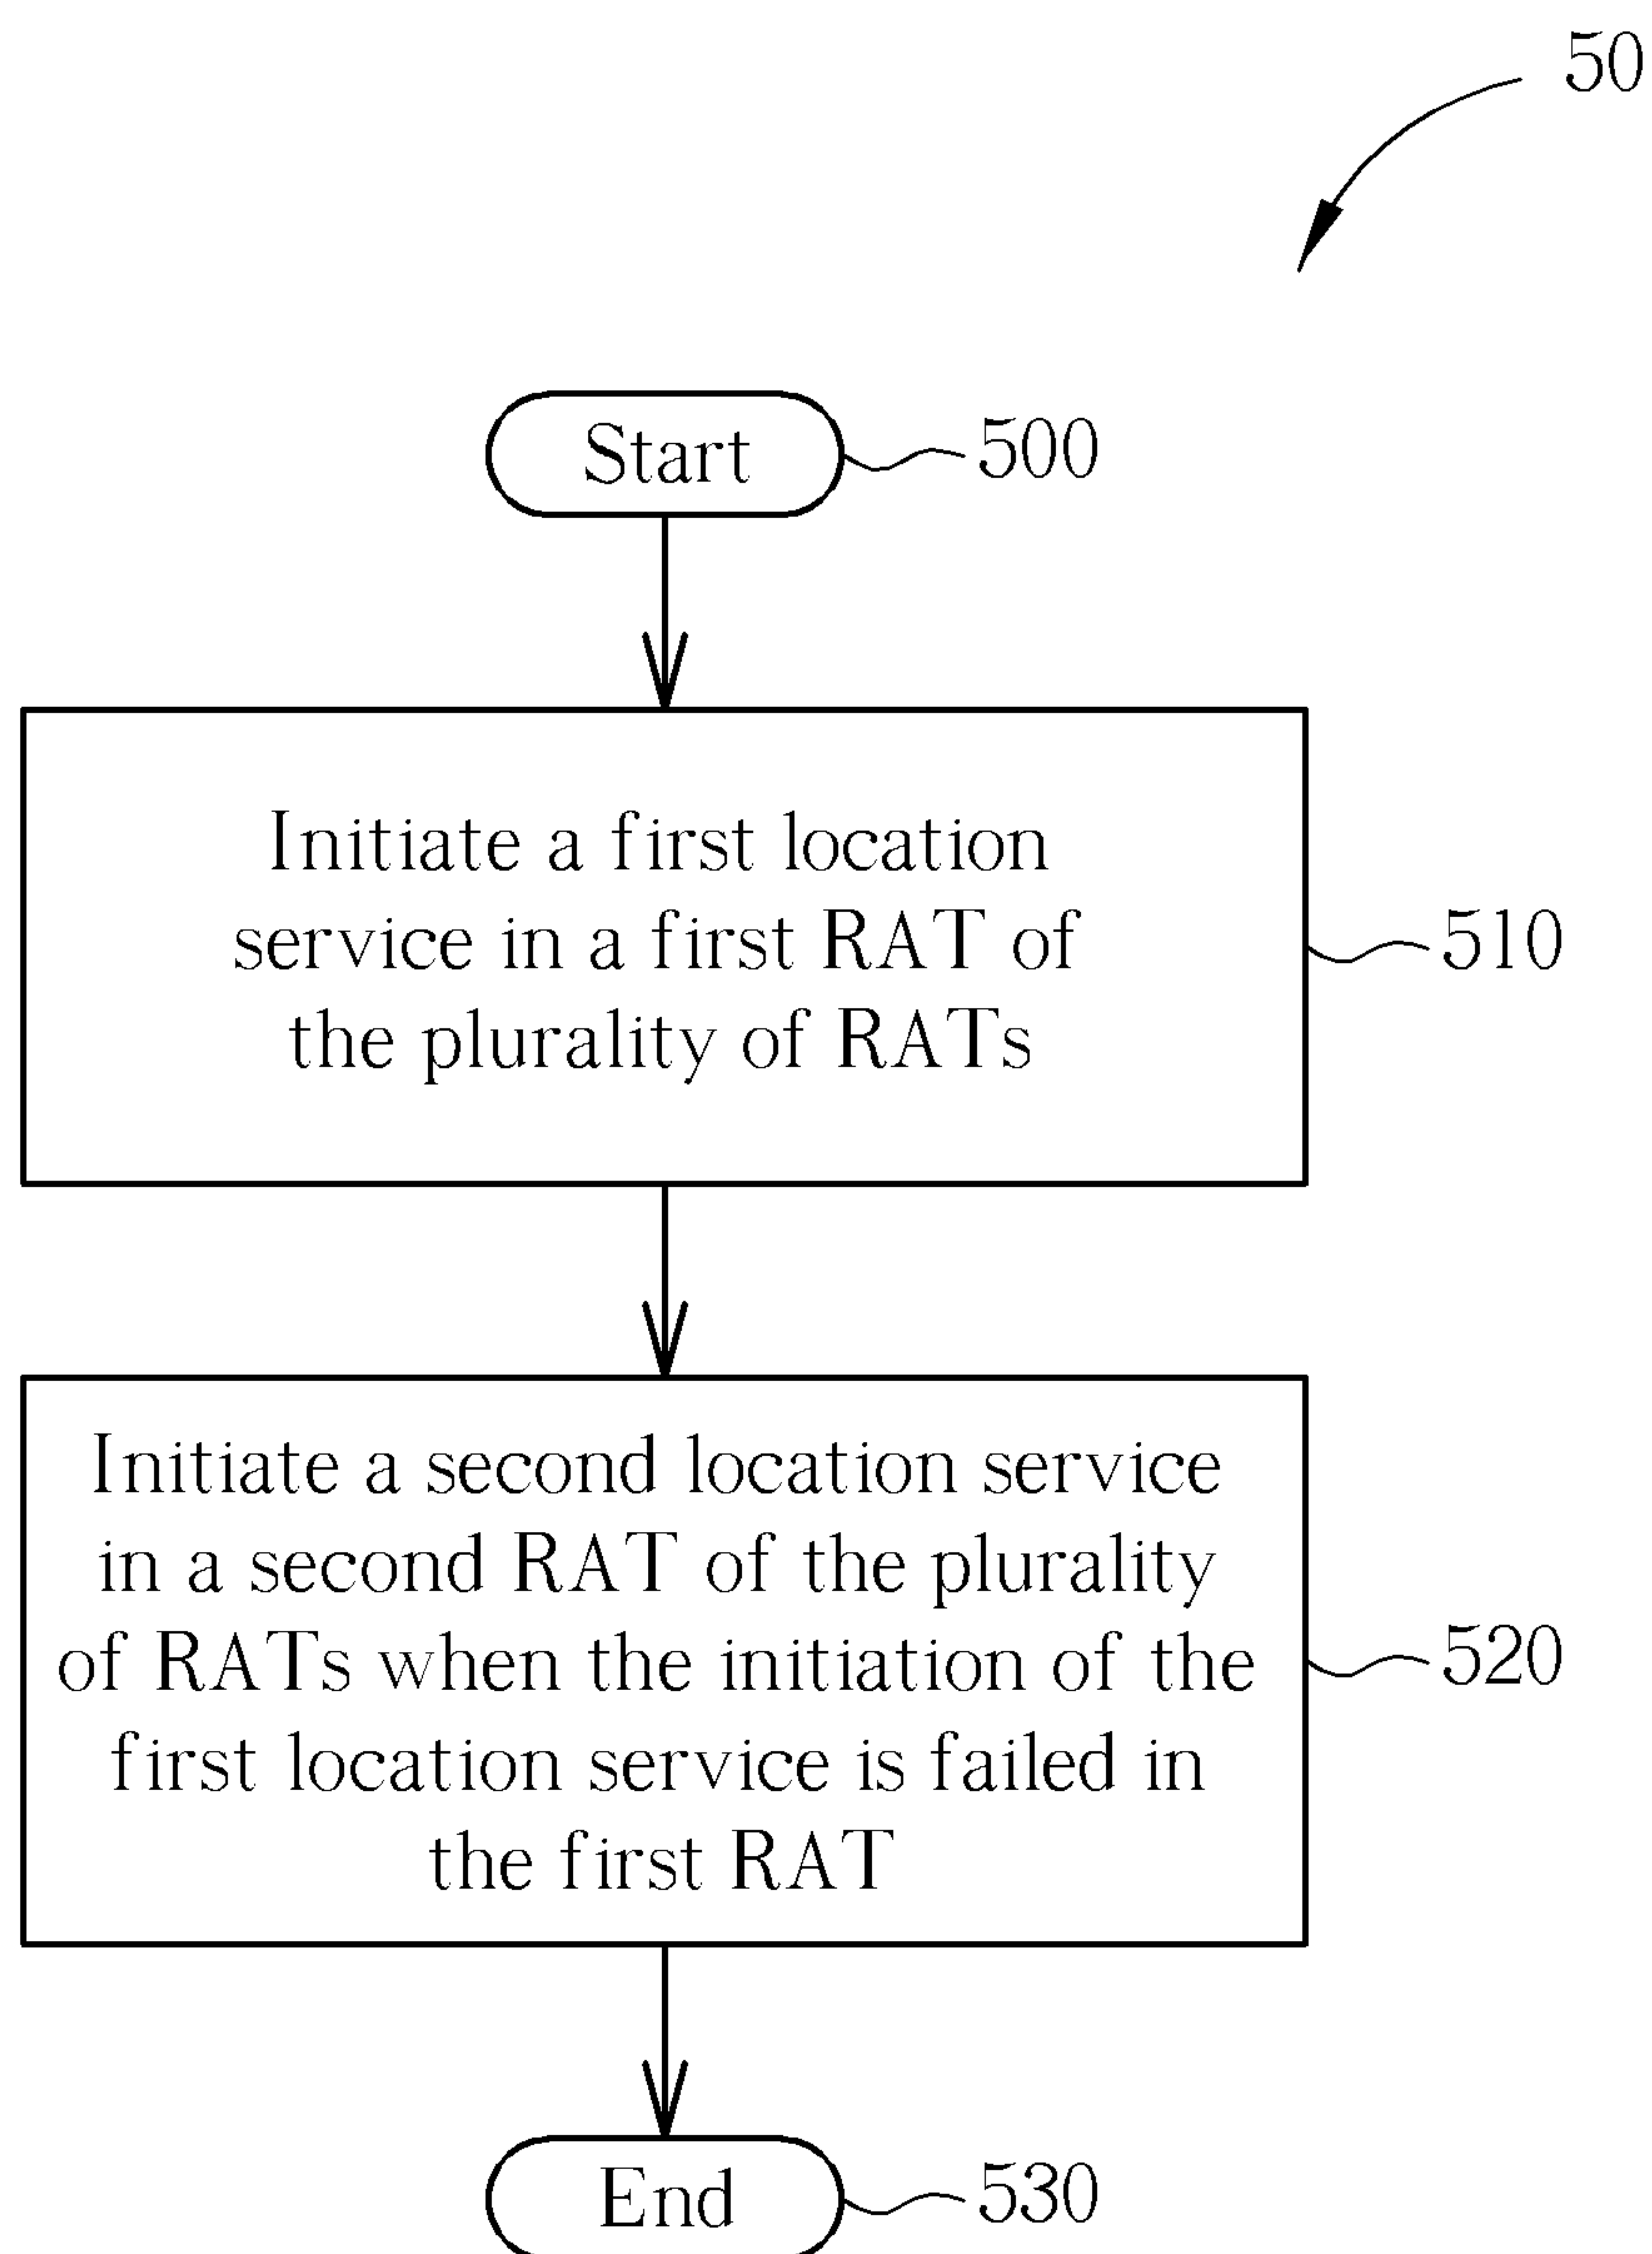 50
Start
500
Initiate a first location
service in a first RAT of
the plurality of RATs
510
Initiate a second location service
in a second RAT of the plurality
of RATs when the initiation of the
first location service is failed in
the first RAT
520
End
530